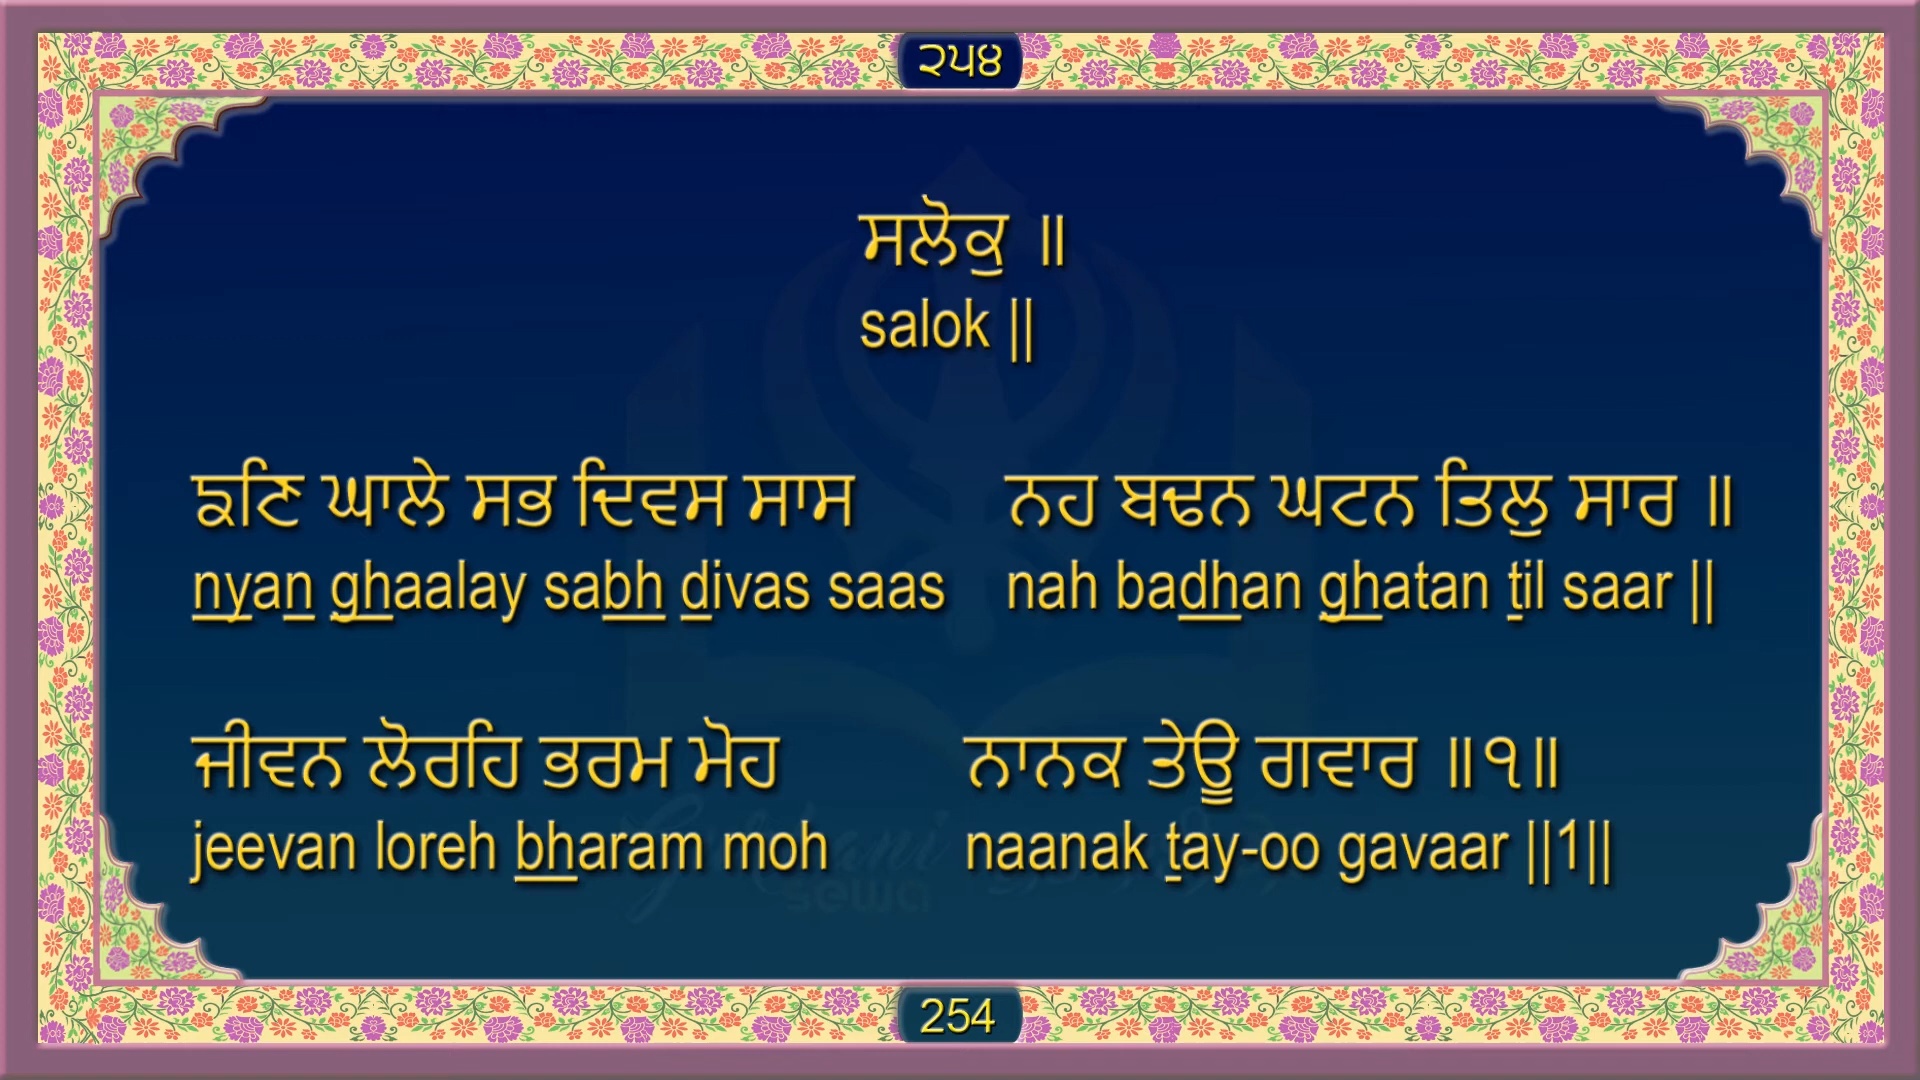 ੨੫੪
ਸਲੋਕੁ ॥
salok ||
ਙਣਿ ਘਾਲੇ ਸਭ ਦਿਵਸ ਸਾਸ ਨਹ ਬਢਨ ਘਟਨ ਤਿਲੁ ਸਾਰ ॥
nyan ghaalay sabh divas saas nah badhan ghatan til saar ||
ਜੀਵਨ ਲੋਰਹਿ ਭਰਮ ਮੋਹ ਨਾਨਕ ਤੇਊ ਗਵਾਰ ॥੧॥
jeevan loreh bharam moh naanak tay-oo gavaar ||1||
254